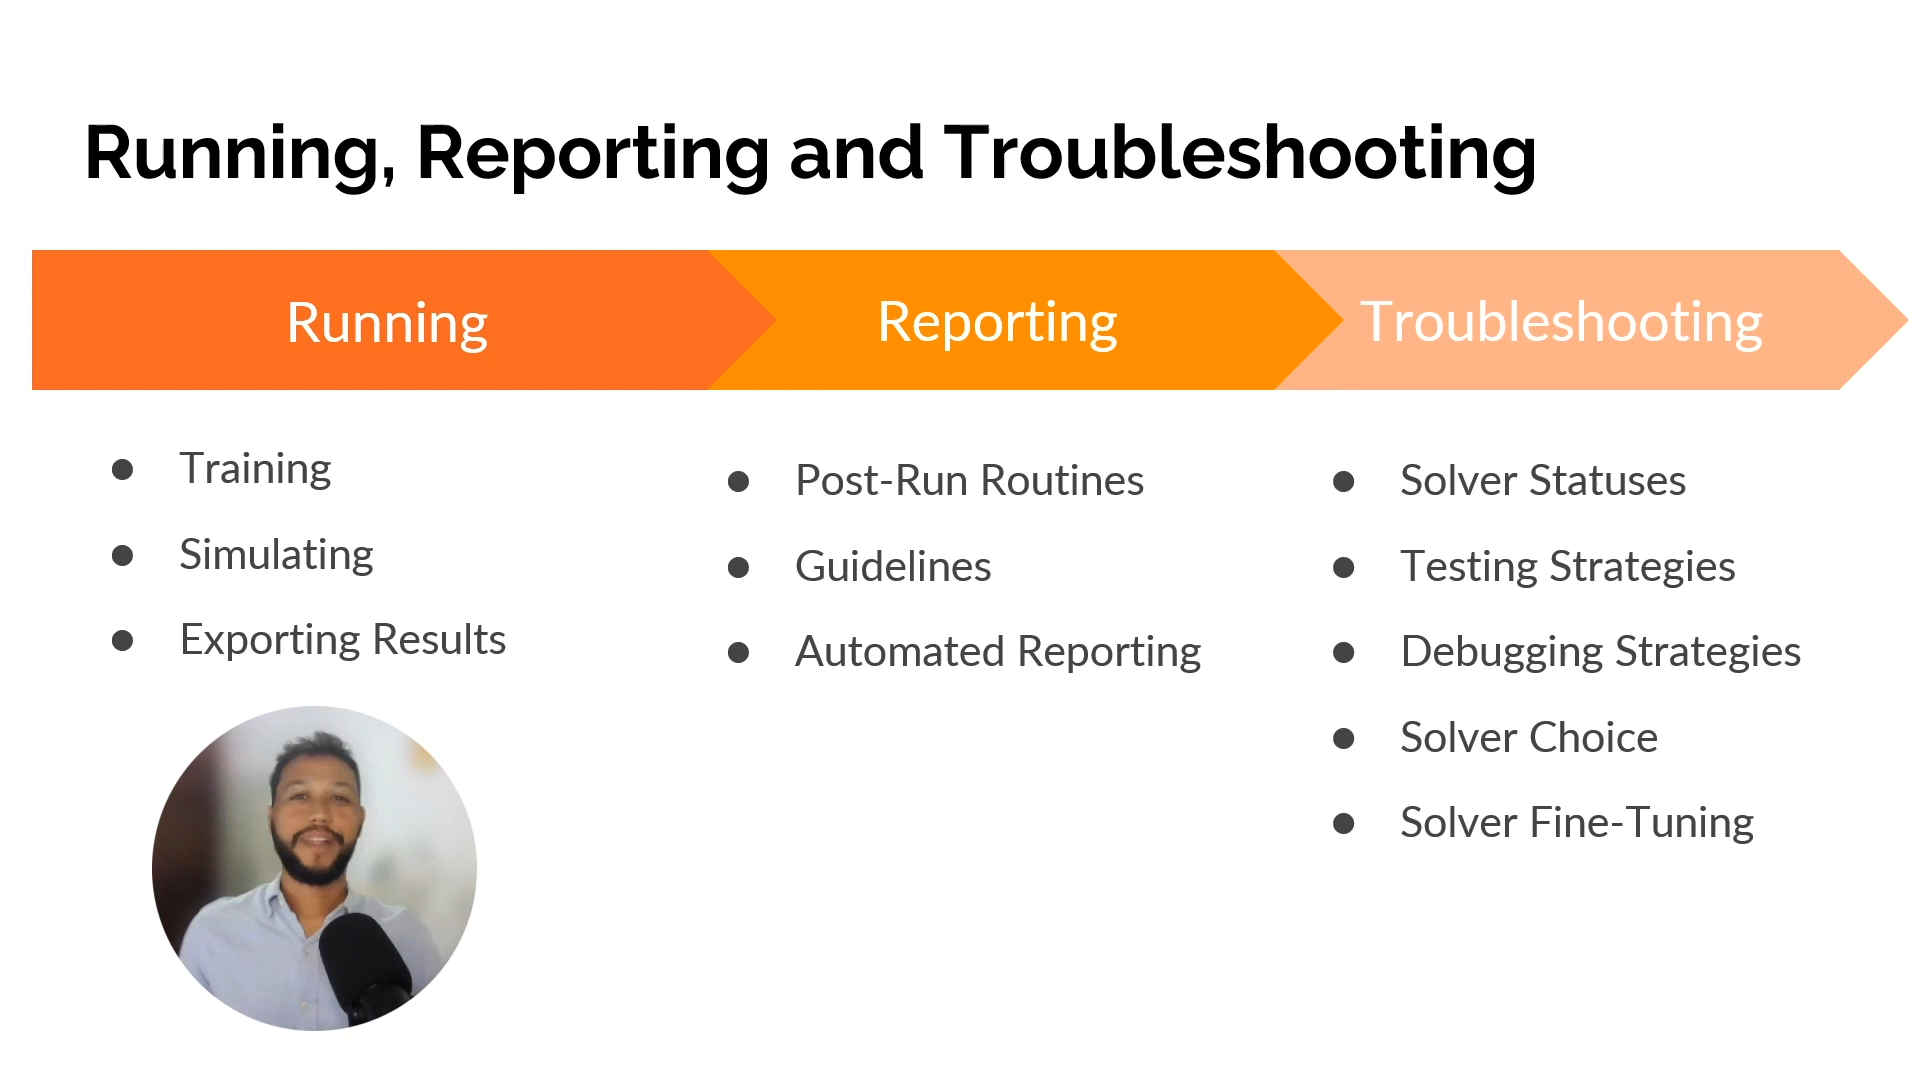 Running, Reporting and Troubleshooting
Running
Reporting
Troubleshooting
● Training
● Simulating
● Exporting Results
● Post-Run Routines
● Guidelines
● Automated Reporting
● Solver Statuses
● Testing Strategies
● Debugging Strategies
● Solver Choice
● Solver Fine-Tuning